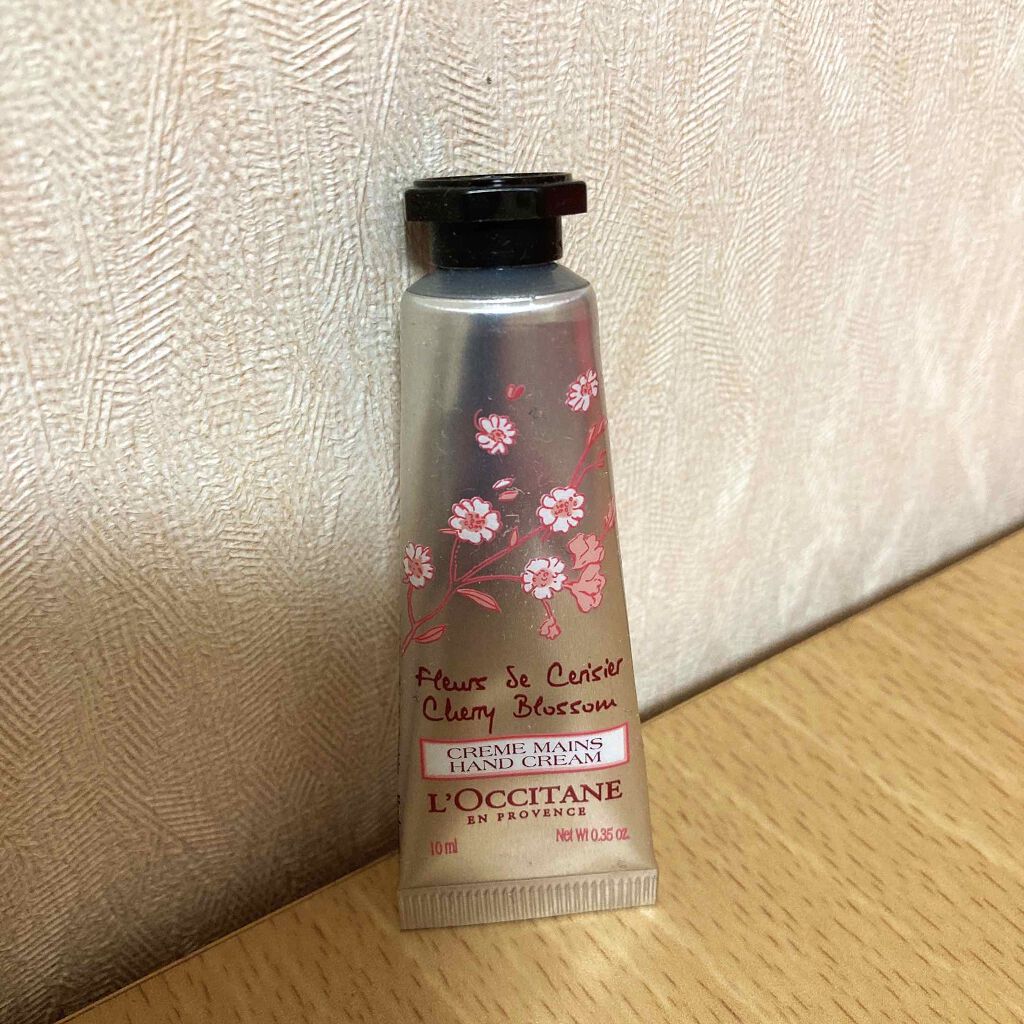 Fleurs de Cerisier
Cherry Blossom
CREME MAINS
HAND CREAM
L'OCCITANE
EN PROVENCE
10 ml
Net Wt 0.35 oz.